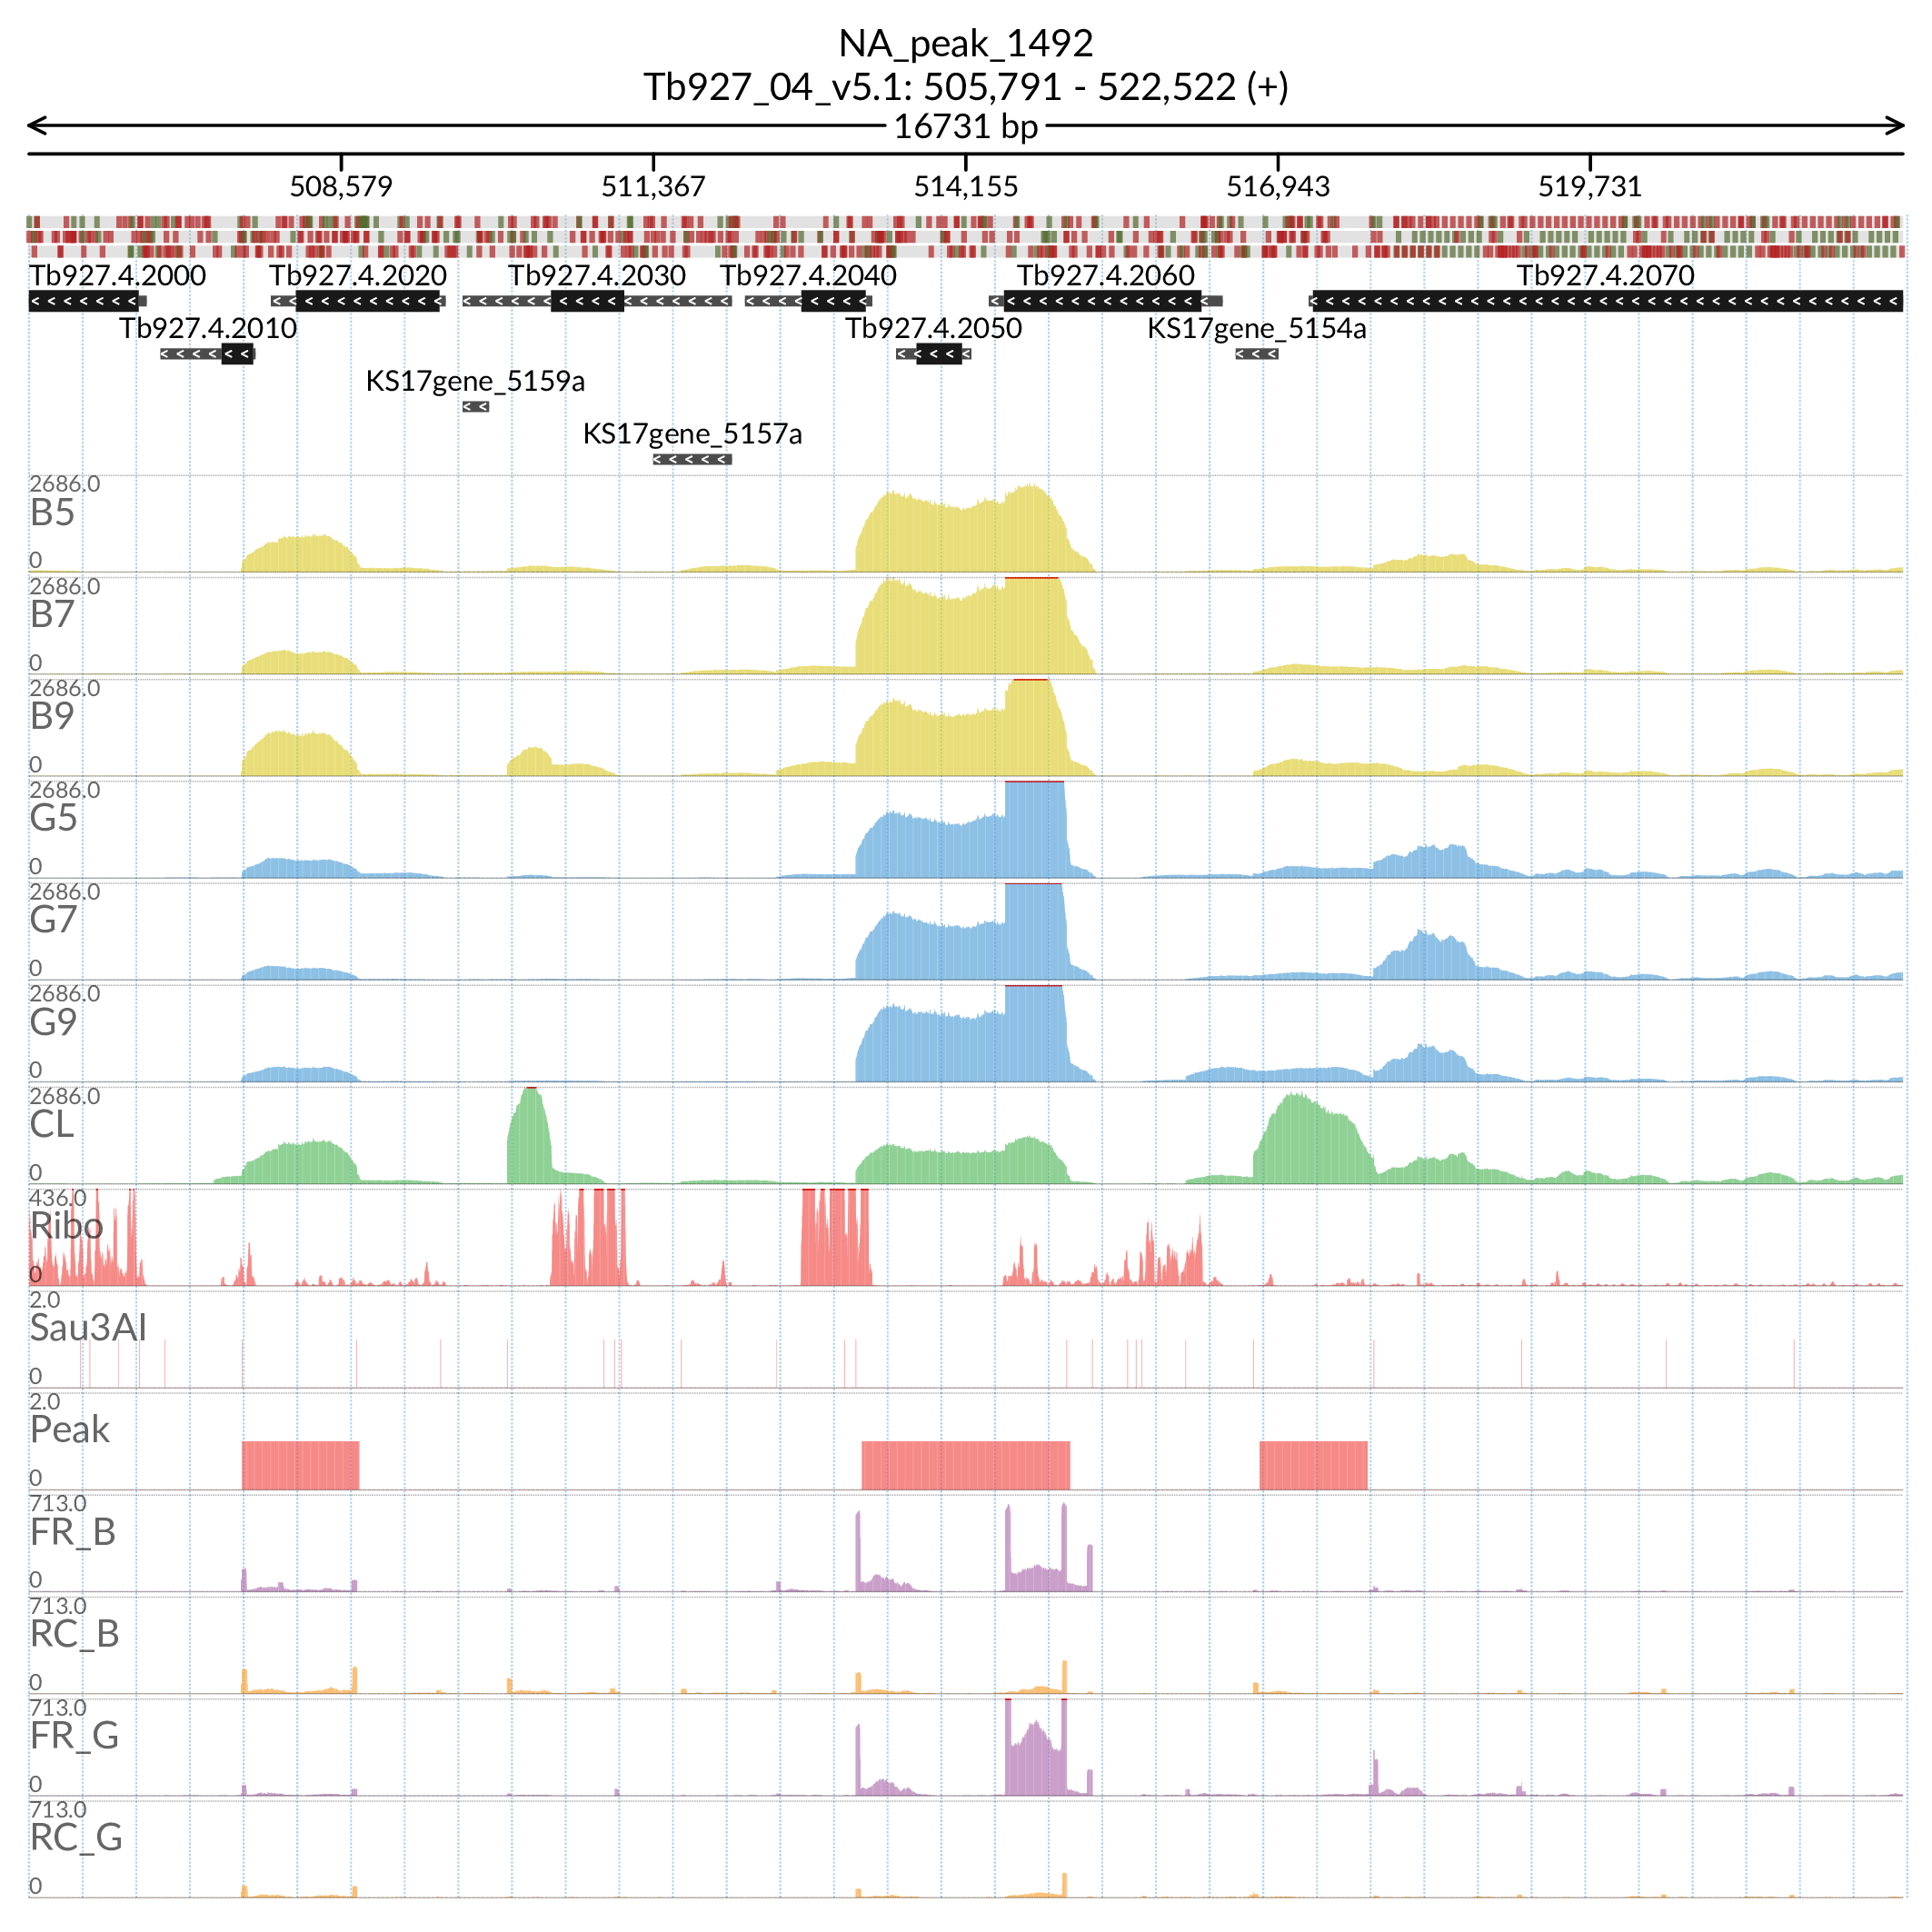 NA_peak_1492
Tb927_04_v5.1: 505,791 - 522,522 (+)
16731 bp
508,579 511,367 514,155 516,943 519,731
Tb927.4.2000 Tb927.4.2020 Tb927.4.2030 Tb927.4.2040 Tb927.4.2060 Tb927.4.2070
Tb927.4.2010 Tb927.4.2050 KS17gene_5154a
KS17gene_5159a
KS17gene_5157a
2686.0
B5
0
2686.0
B7
0
2686.0
B9
0
2686.0
G5
0
2686.0
G7
0
2686.0
G9
0
2686.0
CL
0
436.0
Ribo
0
2.0
Sau3AI
0
2.0
Peak
0
713.0
FR_B
0
713.0
RC_B
0
713.0
FR_G
0
713.0
RC_G
0